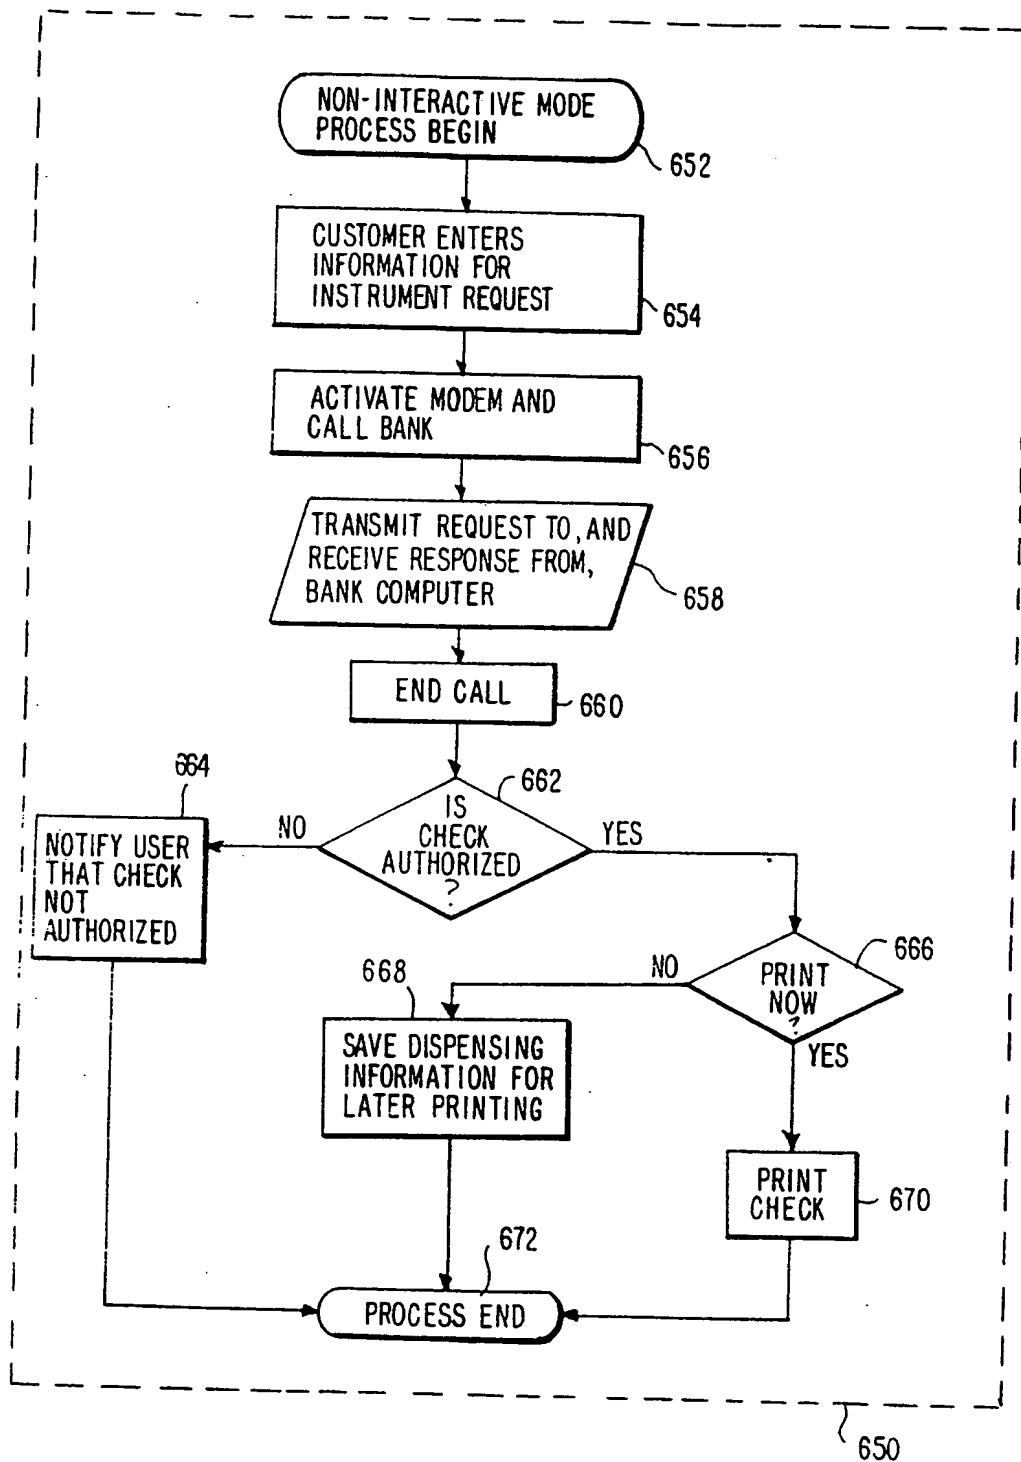 NON-INTERACTIVE MODE
PROCESS BEGIN
652
CUSTOMER ENTERS
INFORMATION FOR
INSTRUMENT REQUEST
654
ACTIVATE MODEM AND
CALL BANK
656
TRANSMIT REQUEST TO, AND
RECEIVE RESPONSE FROM,
BANK COMPUTER
658
END CALL
660
664
662
IS
CHECK
AUTHORIZED
?
NO
YES
NOTIFY USER
THAT CHECK
NOT
AUTHORIZED
666
PRINT
NOW
?
NO
YES
668
SAVE DISPENSING
INFORMATION FOR
LATER PRINTING
PRINT
CHECK
670
672
PROCESS END
650